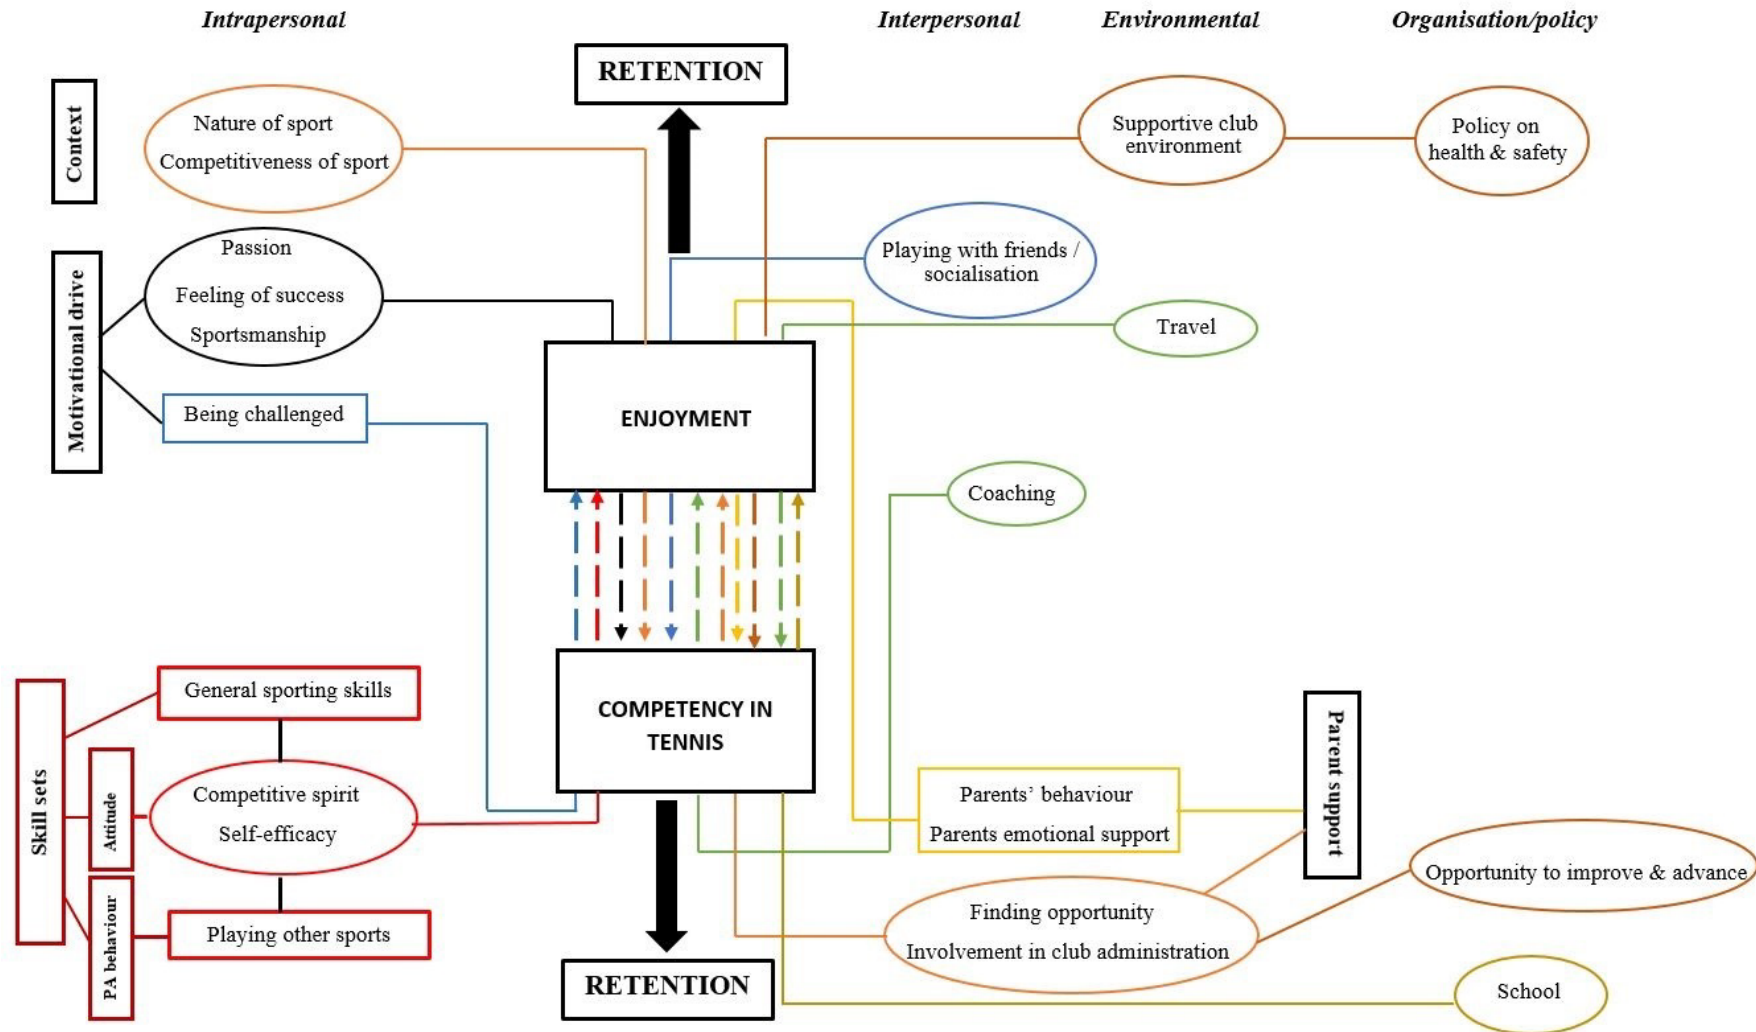 Intrapersonal
Interpersonal
Environmental
Organisation/policy
RETENTION
Context
Nature of sport
Competitiveness of sport
Supportive club
environment
Policy on
health & safety
Motivational drive
Passion
Feeling of success
Sportsmanship
Playing with friends /
socialisation
Travel
Being challenged
ENJOYMENT
Coaching
Skill sets
General sporting skills
COMPETENCY IN
TENNIS
Attitude
Competitive spirit
Self-efficacy
Parents’ behaviour
Parents emotional support
Parent support
Opportunity to improve & advance
PA behaviour
Playing other sports
Finding opportunity
Involvement in club administration
RETENTION
School